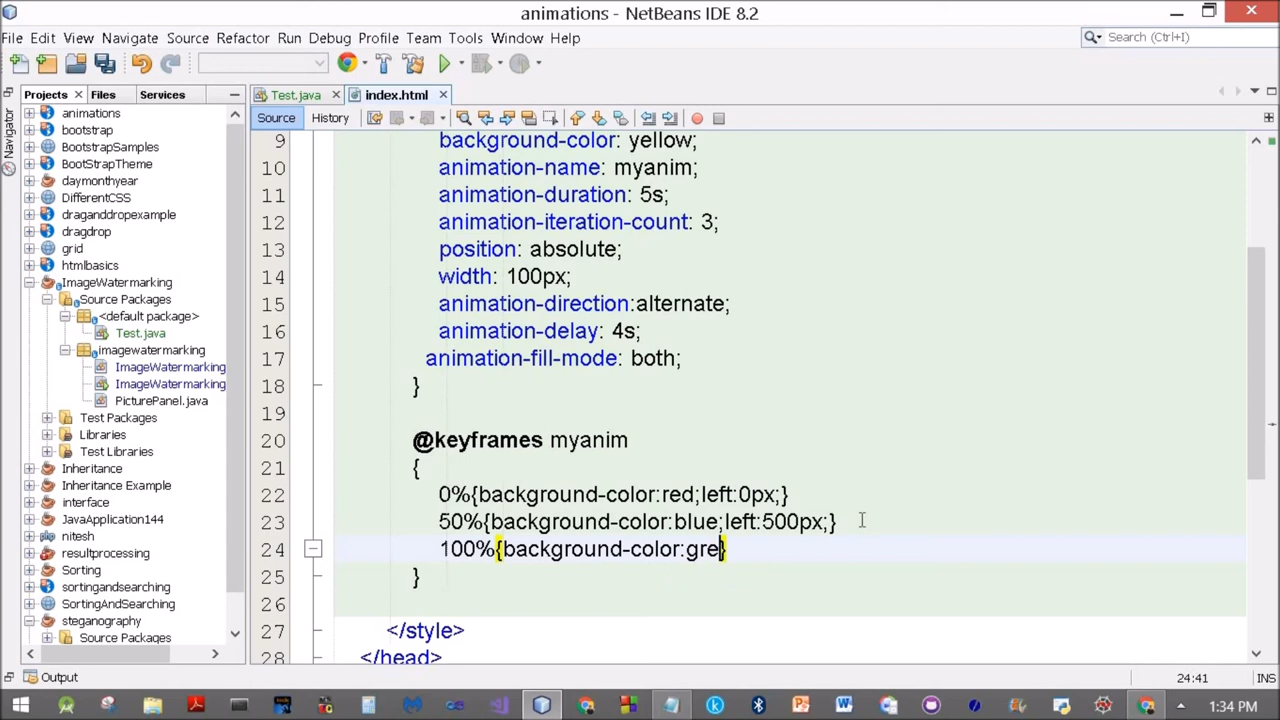 animations - NetBeans IDE 8.2
File Edit View Navigate Source Refactor Run Debug Profile Team Tools Window Help
Search (Ctrl+I)
Projects Files Services
Test.java index.html
Source History
Navigator
animations
bootstrap
BootstrapSamples
BootStrapTheme
daymonthyear
DifferentCSS
draganddropexample
dragdrop
grid
htmlbasics
ImageWatermarking
Source Packages
<default package>
Test.java
imagewatermarking
ImageWatermarking
ImageWatermarking
PicturePanel.java
Test Packages
Libraries
Test Libraries
Inheritance
Inheritance Example
interface
JavaApplication144
nitesh
resultprocessing
Sorting
sortingandsearching
SortingAndSearching
steganography
Source Packages
9 background-color: yellow;
10 animation-name: myanim;
11 animation-duration: 5s;
12 animation-iteration-count: 3;
13 position: absolute;
14 width: 100px;
15 animation-direction:alternate;
16 animation-delay: 4s;
17 animation-fill-mode: both;
18 }
19
20 @keyframes myanim
21 {
22 0%{background-color:red;left:0px;}
23 50%{background-color:blue;left:500px;}
24 100%{background-color:gre}
25 }
26
27 </style>
28 </head>
Output
24:41 INS
1:34 PM